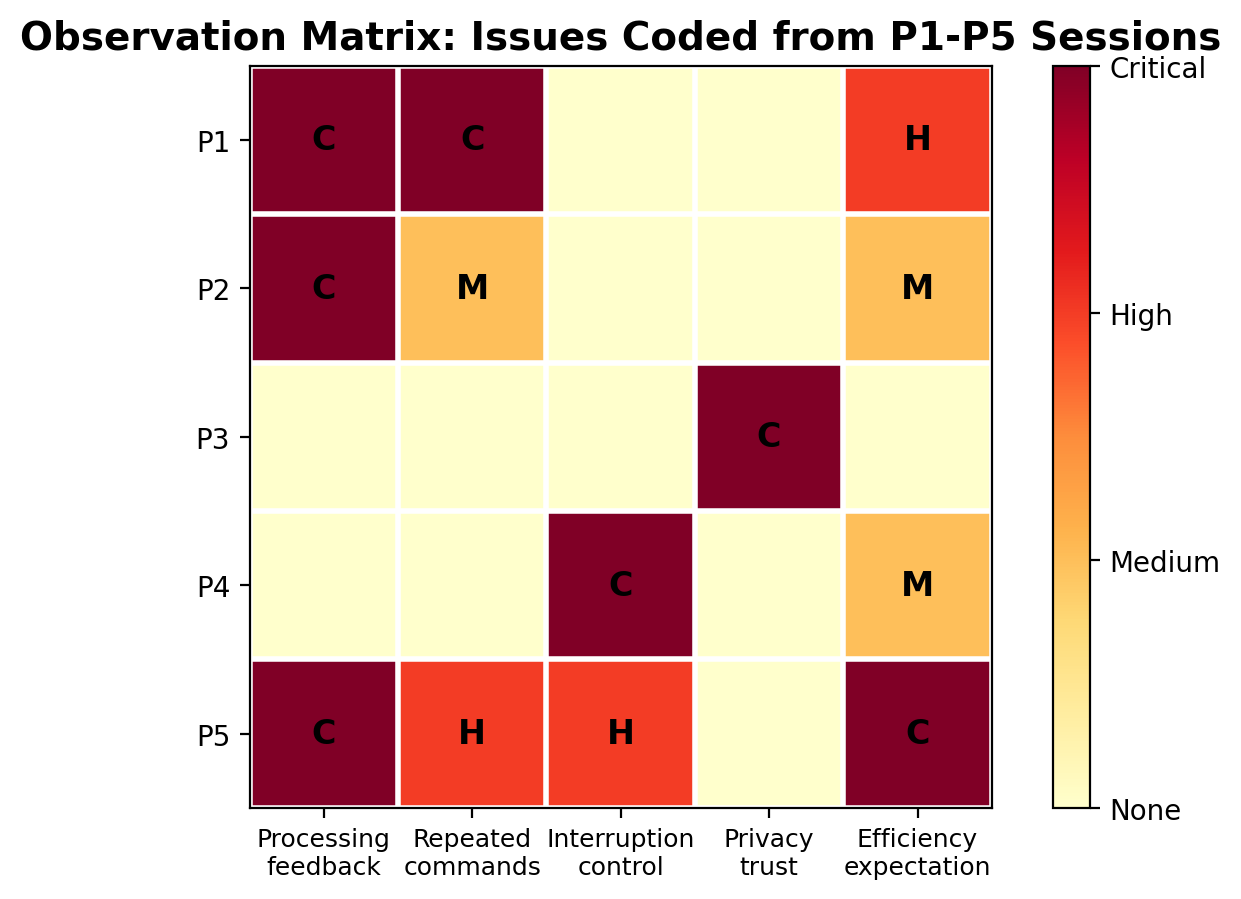 Observation Matrix: Issues Coded from P1-P5 Sessions
Critical
P1 C C H
High
P2 C M M
P3 C
Medium
P4 C M
P5 C H H C
None
Processing feedback
Repeated commands
Interruption control
Privacy trust
Efficiency expectation